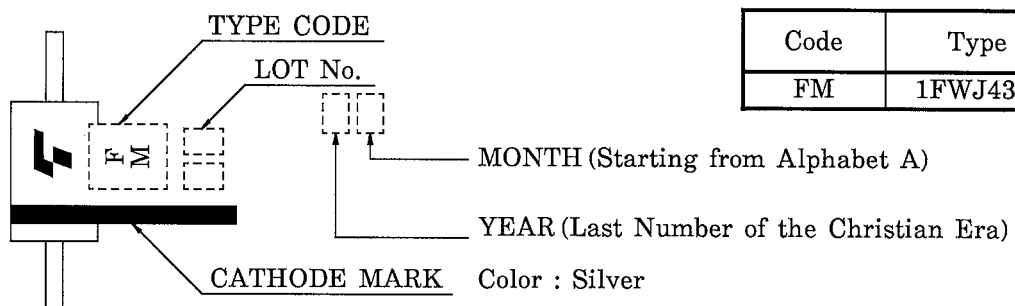 TYPE CODE
LOT No.
Code Type
FM 1FWJ43
F
M
MONTH (Starting from Alphabet A)
YEAR (Last Number of the Christian Era)
CATHODE MARK Color : Silver